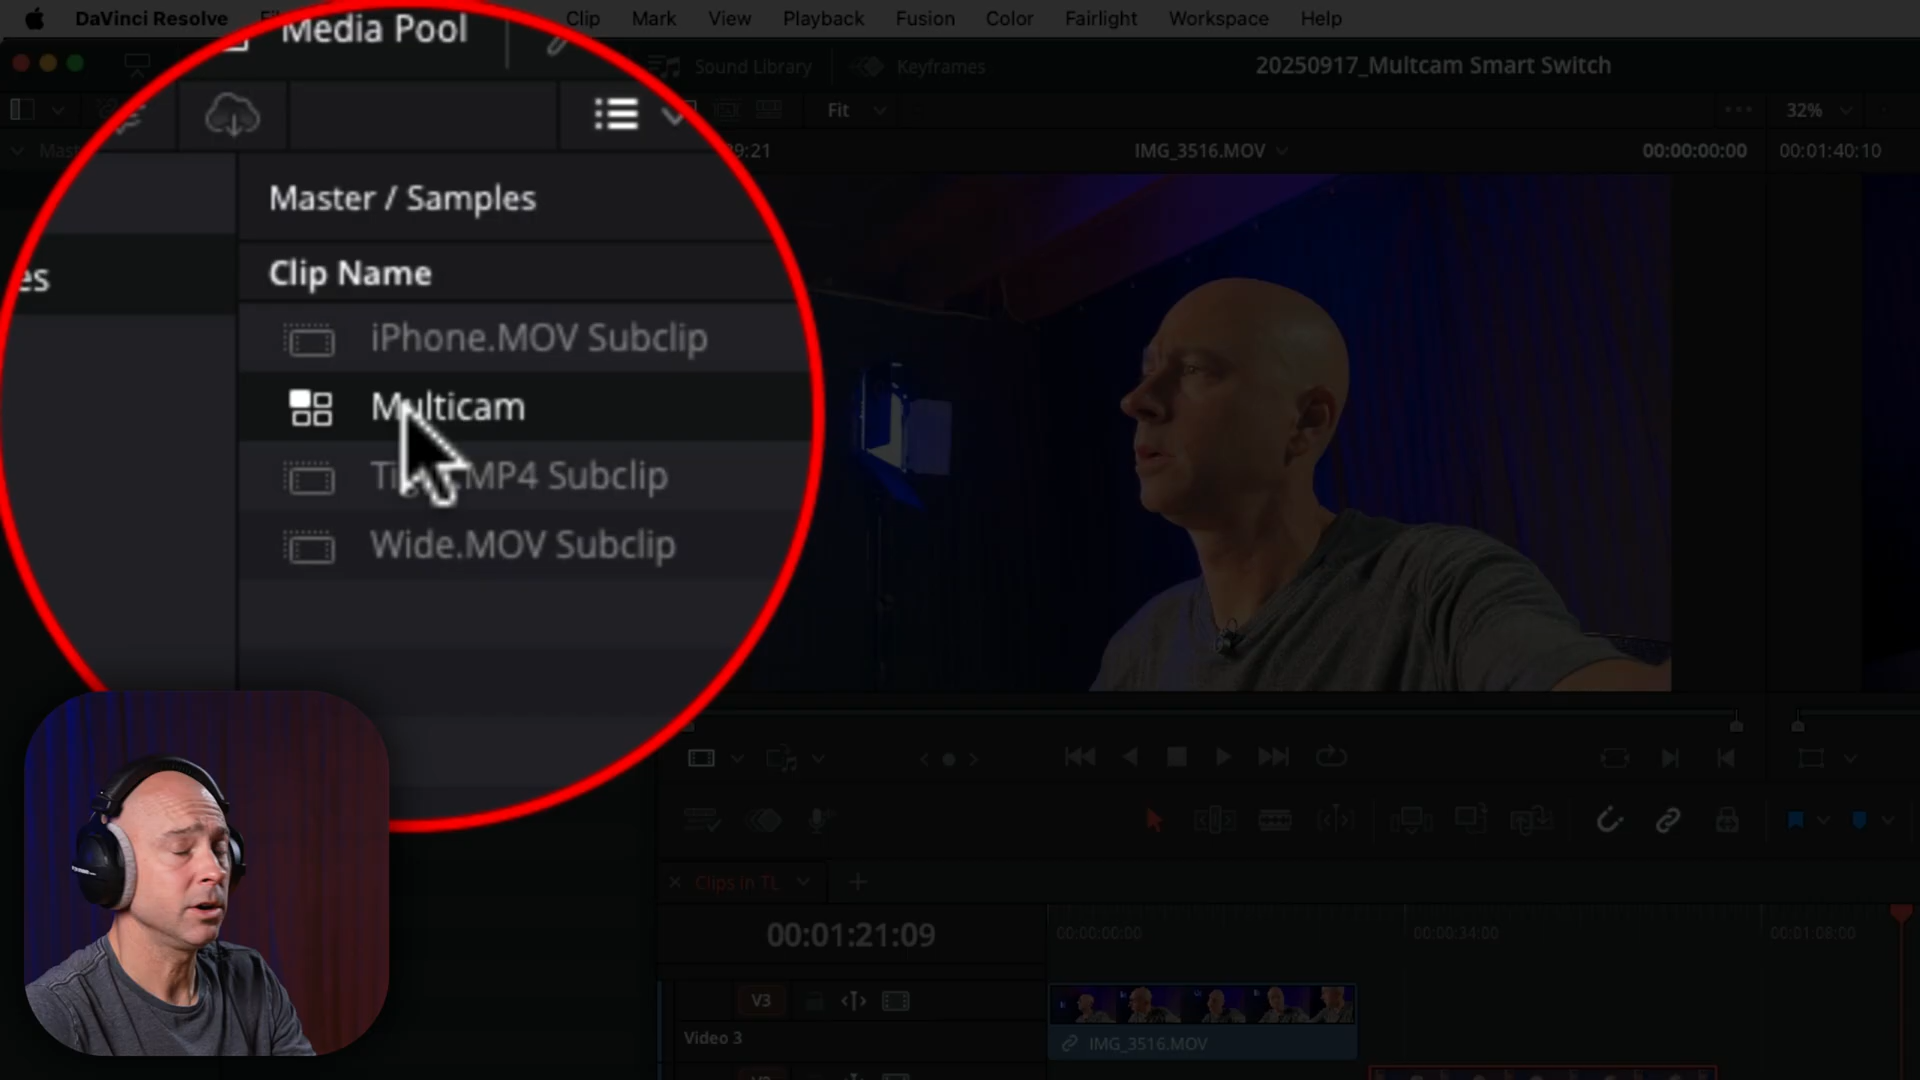 DaVinci Resolve Clip Mark View Playback Fusion Color Fairlight Workspace Help
Media Pool
Sound Library Keyframes 20250917_Multcam Smart Switch
Fit 32%
39:21 IMG_3516.MOV 00:00:00:00 00:01:40:10
Master / Samples
Clip Name
es
iPhone.MOV Subclip
Multicam
.MP4 Subclip
Wide.MOV Subclip
Clips in TL
00:01:21:09 00:00:00:00 00:00:34:00 00:01:08:00
V3
Video 3
IMG_3516.MOV